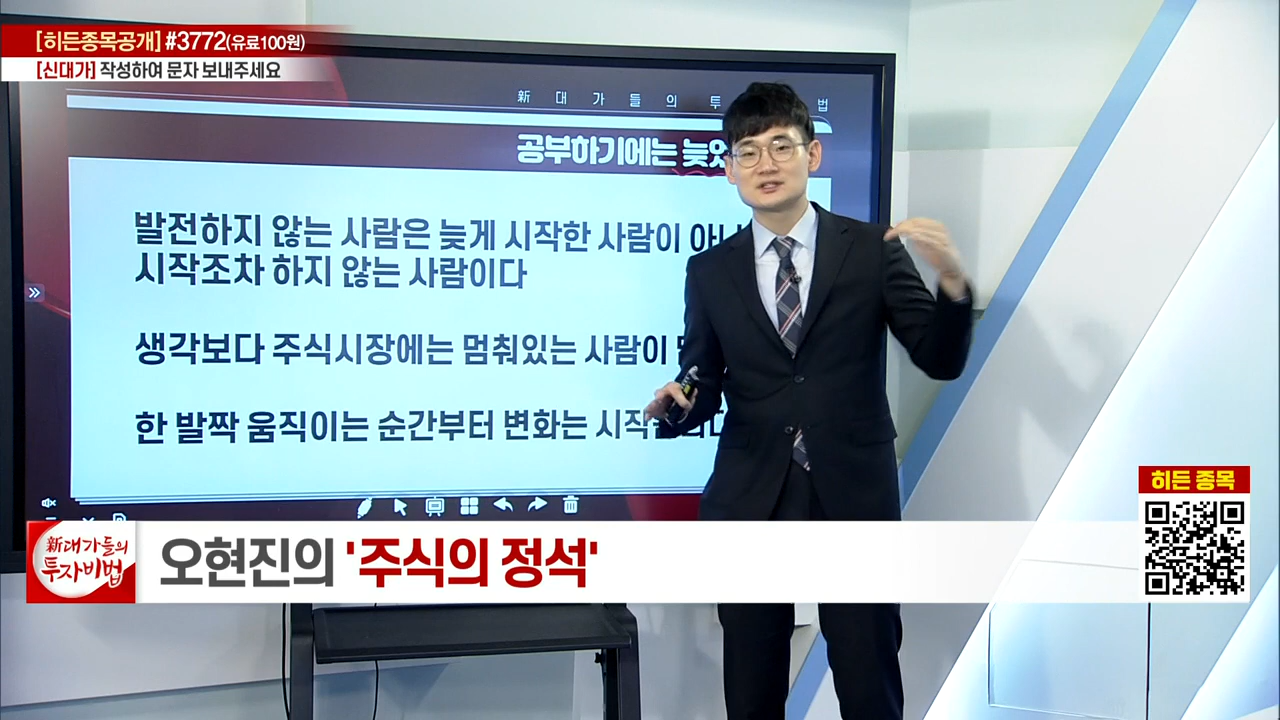 [히든종목공개] #3772(유료100원)
[신대가] 작성하여 문자 보내주세요
新 대 가 들 의 투 법
공부하기에는
발전하지 않는 사람은 늦게 시작한 사람이
시작조차 하지 않는 사람이다
생각보다 주식시장에는 멈춰있는 사람이
한 발짝 움직이는 순간부터 변화는
히든 종목
新대가들의
투자비법
오현진의 '주식의 정석'